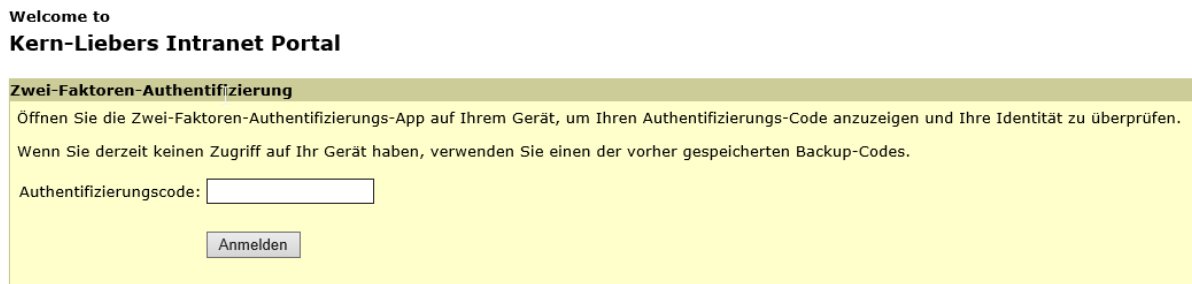 Welcome to
Kern-Liebers Intranet Portal
Zwei-Faktoren-Authentifizierung
Öffnen Sie die Zwei-Faktoren-Authentifizierungs-App auf Ihrem Gerät, um Ihren Authentifizierungs-Code anzuzeigen und Ihre Identität zu überprüfen.
Wenn Sie derzeit keinen Zugriff auf Ihr Gerät haben, verwenden Sie einen der vorher gespeicherten Backup-Codes.
Authentifizierungscode:
Anmelden